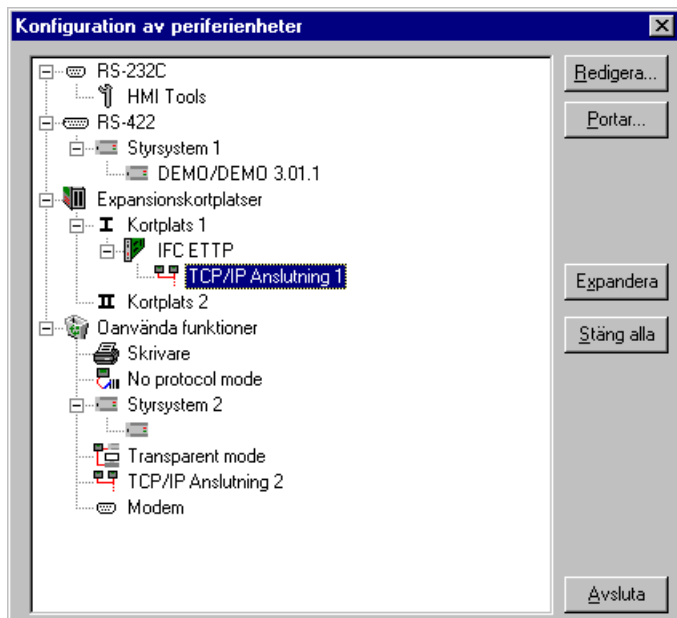 Konfiguration av periferienheter
RS-232C
HMI Tools
RS-422
Styrsystem 1
DEMO/DEMO 3.01.1
Expansionskortplatser
I Kortplats 1
IFC ETTP
TCP/IP Anslutning 1
II Kortplats 2
Oanvända funktioner
Skrivare
No protocol mode
Styrsystem 2
Transparent mode
TCP/IP Anslutning 2
Modem
Redigera...
Portar...
Expandera
Stäng alla
Avsluta